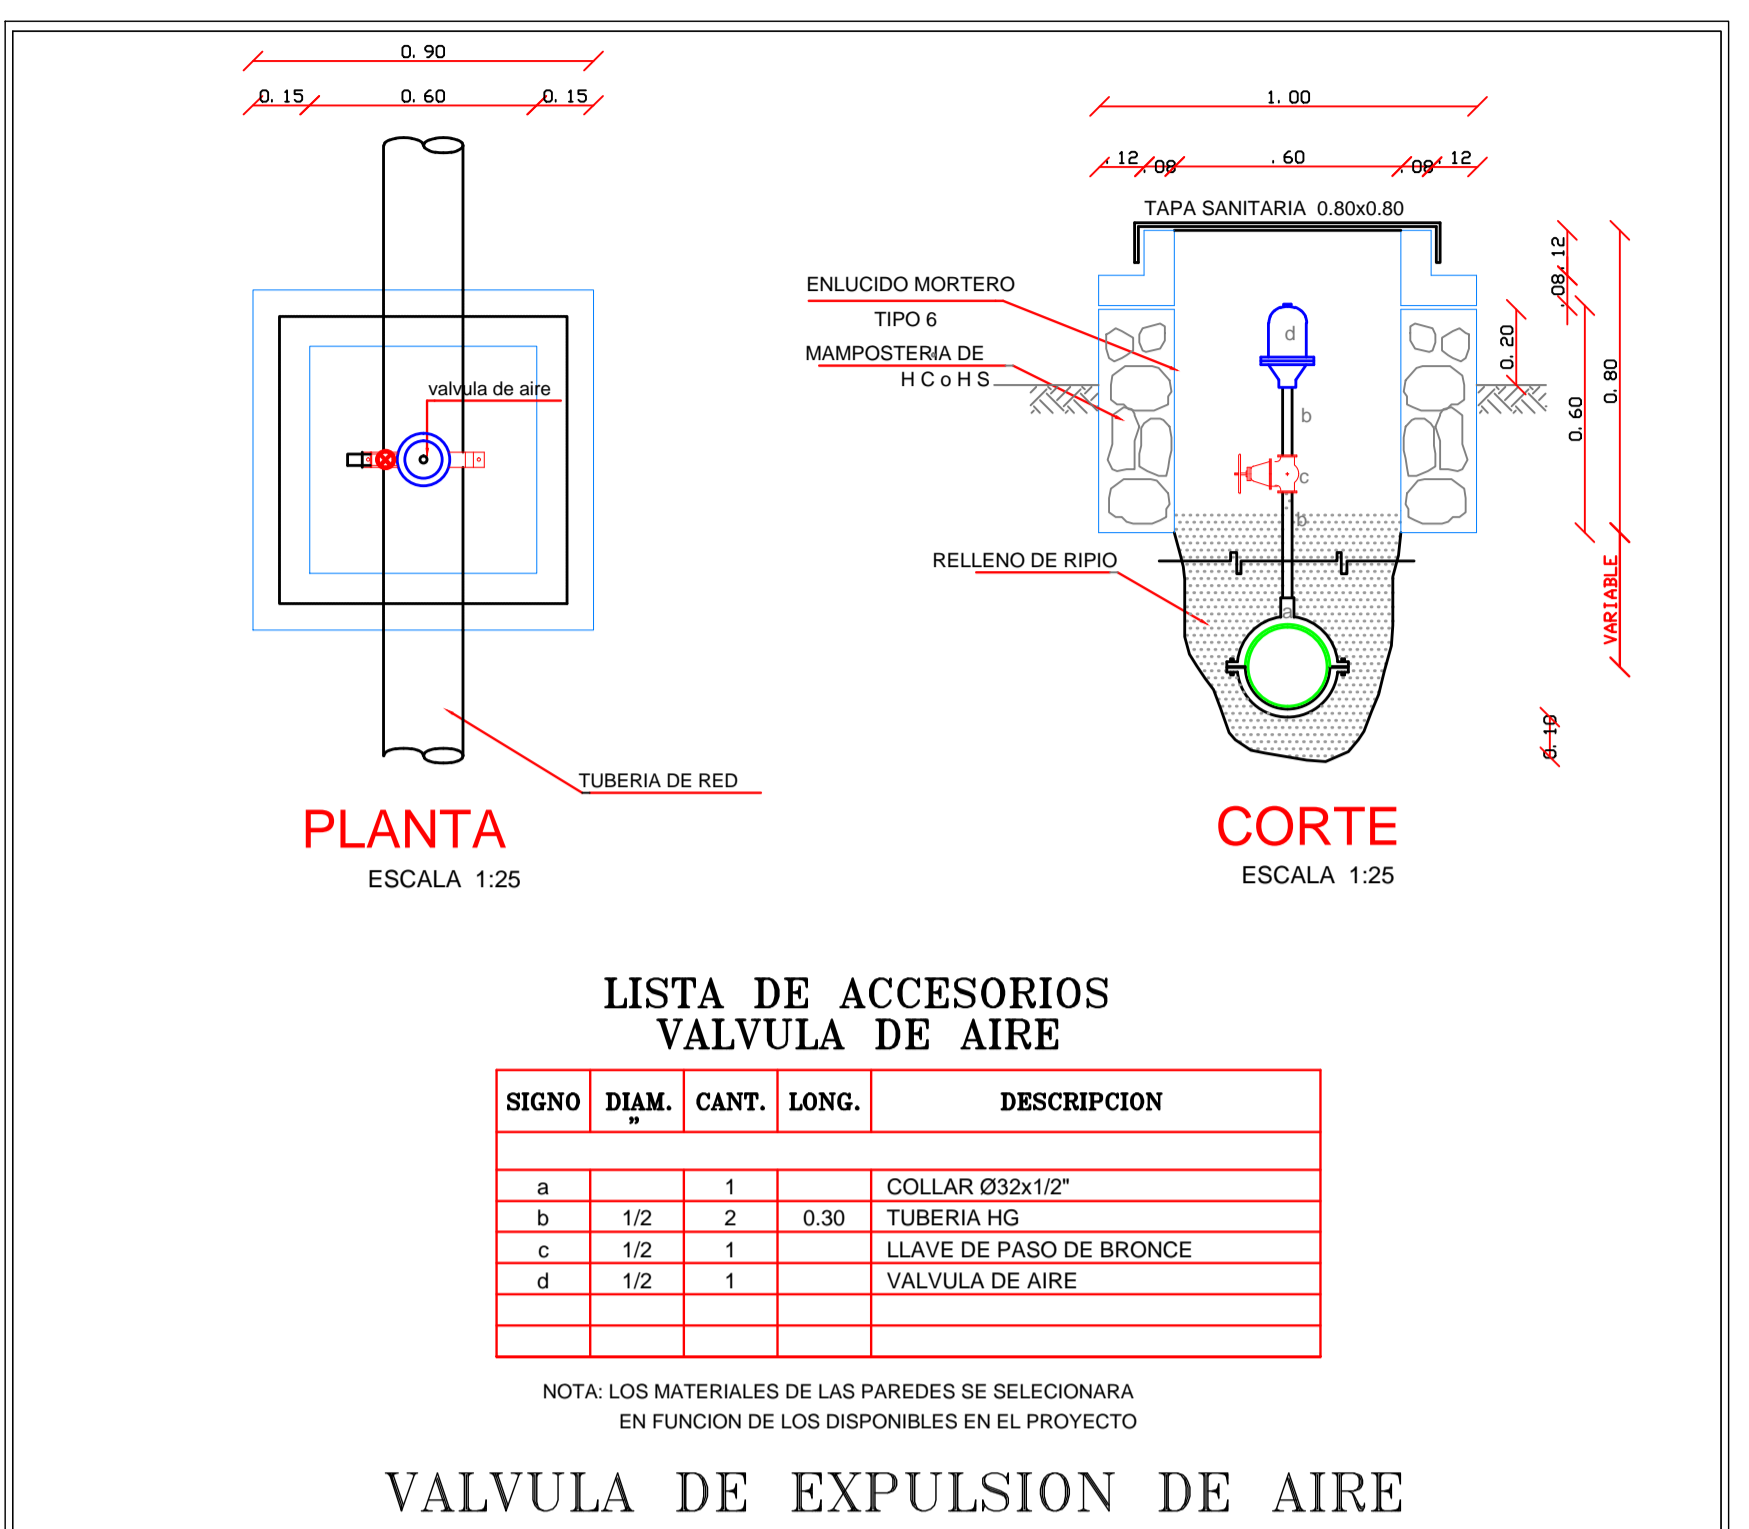 0. 90
0. 15 0. 60 0. 15
valvula de aire
TUBERIA DE RED
PLANTA
ESCALA 1:25
1. 00
. 12 . 08 . 60 . 08 . 12
TAPA SANITARIA 0.80x0.80
ENLUCIDO MORTERO
TIPO 6
MAMPOSTERIA DE
H C o H S
RELLENO DE RIPIO
d
b
c
b
a
. 12
. 08
0. 20
0. 60
0. 80
VARIABLE
0. 10
CORTE
ESCALA 1:25
LISTA DE ACCESORIOS
VALVULA DE AIRE
SIGNO DIAM. " CANT. LONG. DESCRIPCION
a 1 COLLAR Ø32x1/2"
b 1/2 2 0.30 TUBERIA HG
c 1/2 1 LLAVE DE PASO DE BRONCE
d 1/2 1 VALVULA DE AIRE
NOTA: LOS MATERIALES DE LAS PAREDES SE SELECIONARA
EN FUNCION DE LOS DISPONIBLES EN EL PROYECTO
VALVULA DE EXPULSION DE AIRE